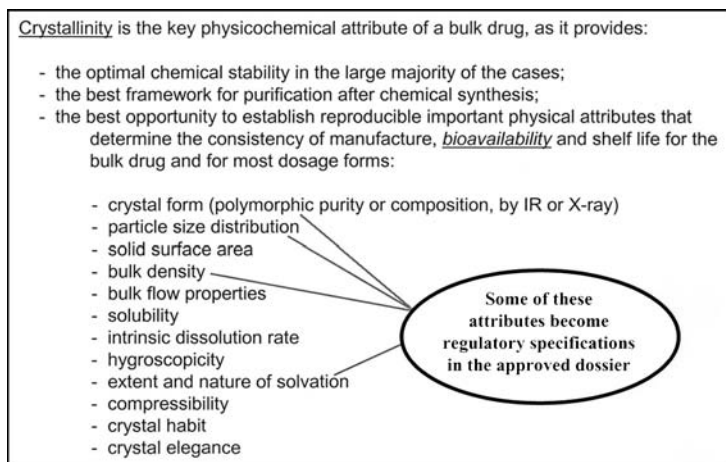 Crystallinity is the key physicochemical attribute of a bulk drug, as it provides:
- the optimal chemical stability in the large majority of the cases;
- the best framework for purification after chemical synthesis;
- the best opportunity to establish reproducible important physical attributes that
determine the consistency of manufacture, bioavailability and shelf life for the
bulk drug and for most dosage forms:
- crystal form (polymorphic purity or composition, by IR or X-ray)
- particle size distribution
- solid surface area
- bulk density
- bulk flow properties
- solubility
- intrinsic dissolution rate
- hygroscopicity
- extent and nature of solvation
- compressibility
- crystal habit
- crystal elegance
Some of these
attributes become
regulatory specifications
in the approved dossier